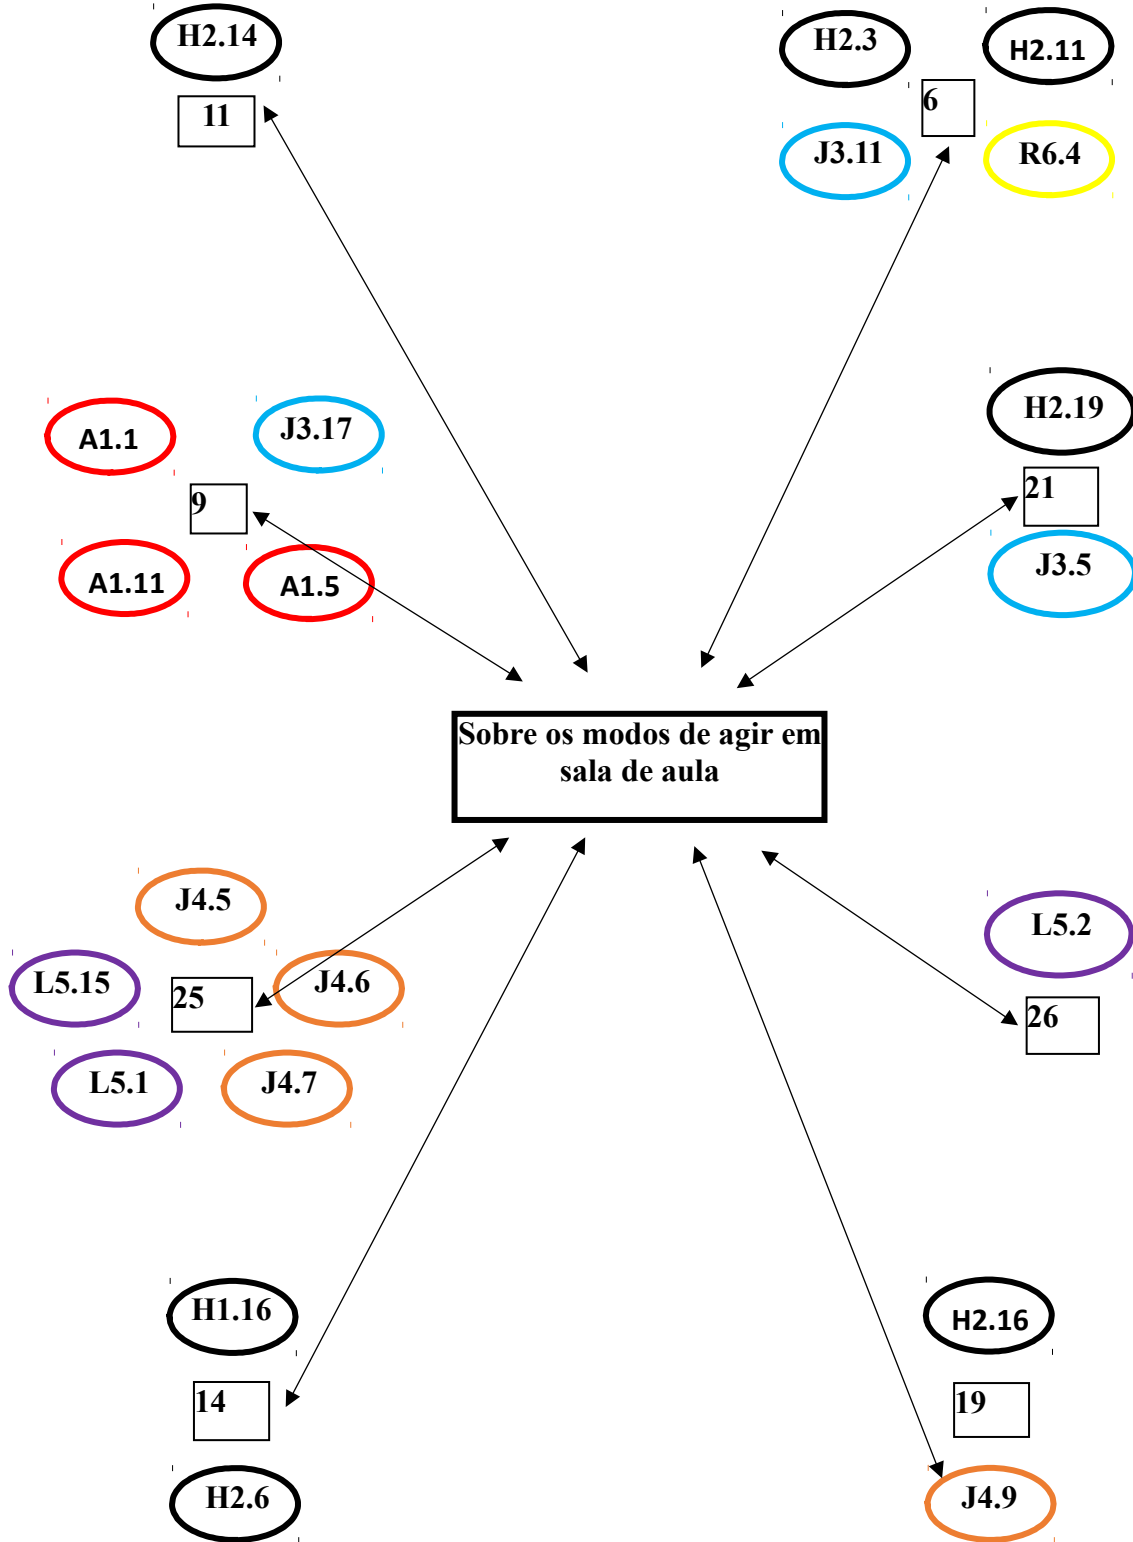 H2.14
11
H2.3
H2.11
6
J3.11
R6.4
H2.19
21
J3.5
A1.1
J3.17
9
A1.11
A1.5
Sobre os modos de agir em
sala de aula
J4.5
L5.15
25
J4.6
L5.1
J4.7
L5.2
26
H1.16
14
H2.6
H2.16
19
J4.9